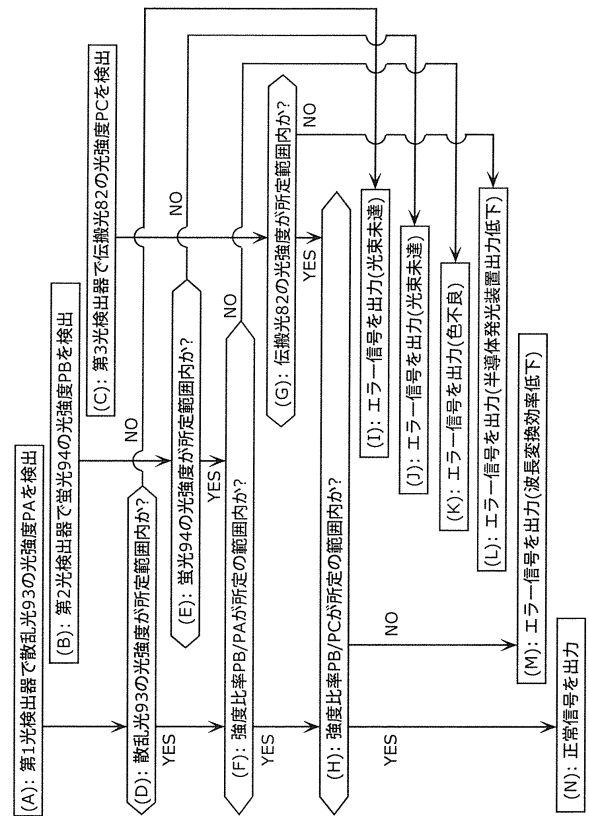 (A): 第1光検出器で散乱光93の光強度PAを検出
(B): 第2光検出器で蛍光94の光強度PBを検出
(C): 第3光検出器で伝搬光82の光強度PCを検出
(D): 散乱光93の光強度が所定範囲内か?
NO
YES
(E): 蛍光94の光強度が所定範囲内か?
NO
YES
(F): 強度比率PB/PAが所定の範囲内か?
NO
YES
(G): 伝搬光82の光強度が所定範囲内か?
NO
YES
(H): 強度比率PB/PCが所定の範囲内か?
NO
YES
(I): エラー信号を出力(光束未達)
(J): エラー信号を出力(光束未達)
(K): エラー信号を出力(色不良)
(L): エラー信号を出力(半導体発光装置出力低下)
(M): エラー信号を出力(波長変換効率低下)
(N): 正常信号を出力